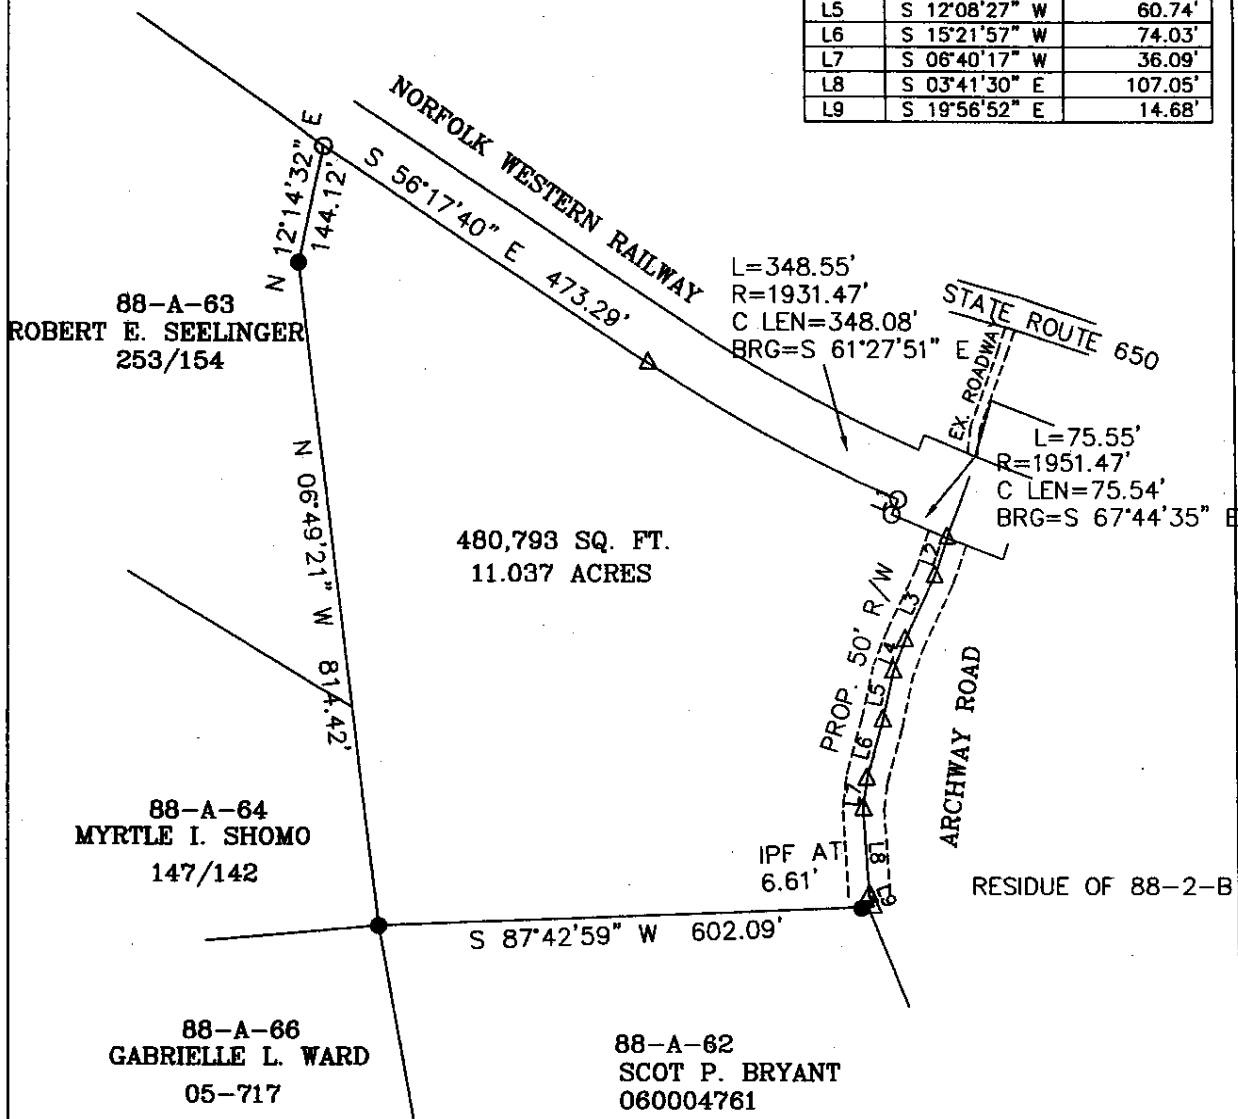 L5 S 12°08'27" W 60.74'
L6 S 15°21'57" W 74.03'
L7 S 06°40'17" W 36.09'
L8 S 03°41'30" E 107.05'
L9 S 19°56'52" E 14.68'
NORFOLK WESTERN RAILWAY
N 12°14'32" E
144.12'
S 56°17'40" E 473.29'
88-A-63
ROBERT E. SEELINGER
253/154
L=348.55'
R=1931.47'
C LEN=348.08'
BRG=S 61°27'51" E
STATE ROUTE 650
EX. ROADWAY
L=75.55'
R=1951.47'
C LEN=75.54'
BRG=S 67°44'35" E
L1
N 06°49'21" W 814.42'
480,793 SQ. FT.
11.037 ACRES
PROP. 50' R/W
L2
L3
L4
L5
L6
L7
L8
L9
ARCHWAY ROAD
88-A-64
MYRTLE I. SHOMO
147/142
IPF AT
6.61'
RESIDUE OF 88-2-B
S 87°42'59" W 602.09'
88-A-66
GABRIELLE L. WARD
05-717
88-A-62
SCOT P. BRYANT
060004761